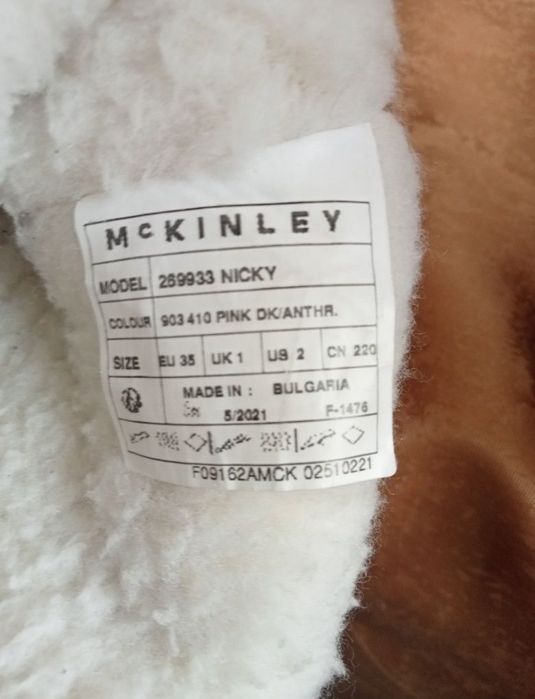 McKINLEY
MODEL 269933 NICKY
COLOUR 903 410 PINK DK/ANTHR.
SIZE EU 35 UK 1 US 2 CN 220
MADE IN : BULGARIA
5/2021 F-1476
F09162AMCK 02510221